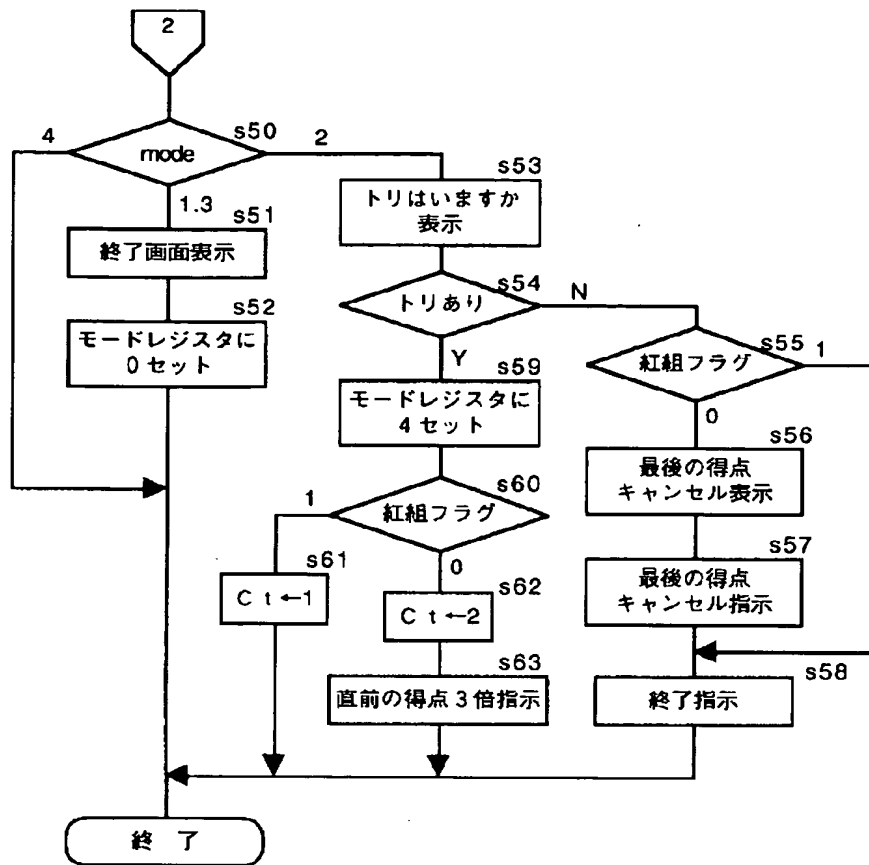 2
4
mode
s50
2
1.3
s51
終了画面表示
s52
モードレジスタに
0セット
s53
トリはいますか
表示
s54
トリあり
N
Y
s59
モードレジスタに
4セット
s60
紅組フラグ
1
0
s61
Ct←1
s62
Ct←2
s63
直前の得点3倍指示
s55
紅組フラグ
1
0
s56
最後の得点
キャンセル表示
s57
最後の得点
キャンセル指示
s58
終了指示
終了